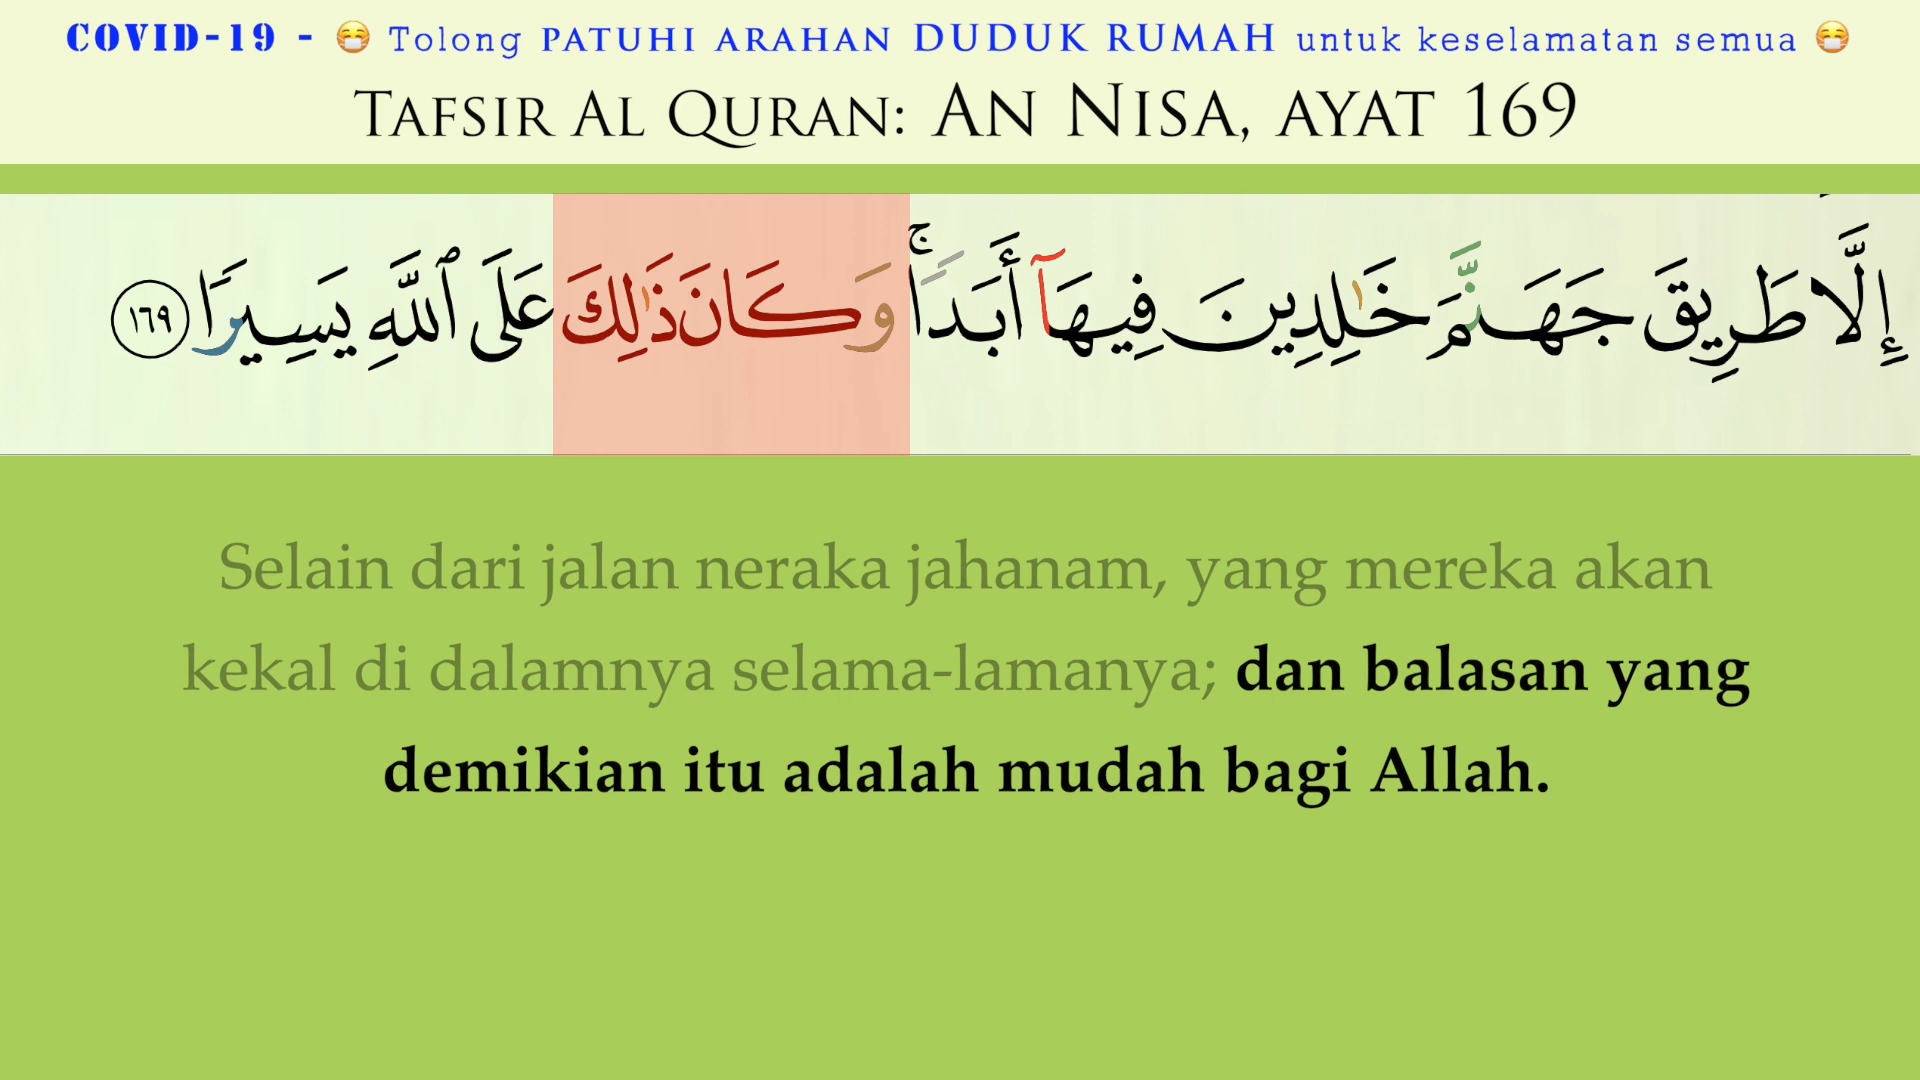 COVID-19 - 😷 Tolong PATUHI ARAHAN DUDUK RUMAH untuk keselamatan semua 😷
TAFSIR AL QURAN: AN NISA, AYAT 169
إِلَّا طَرِيقَ جَهَنَّمَ خَٰلِدِينَ فِيهَآ أَبَدًاۚ وَكَانَ ذَٰلِكَ عَلَى ٱللَّهِ يَسِيرًا ١٦٩
Selain dari jalan neraka jahanam, yang mereka akan
kekal di dalamnya selama-lamanya; dan balasan yang
demikian itu adalah mudah bagi Allah.